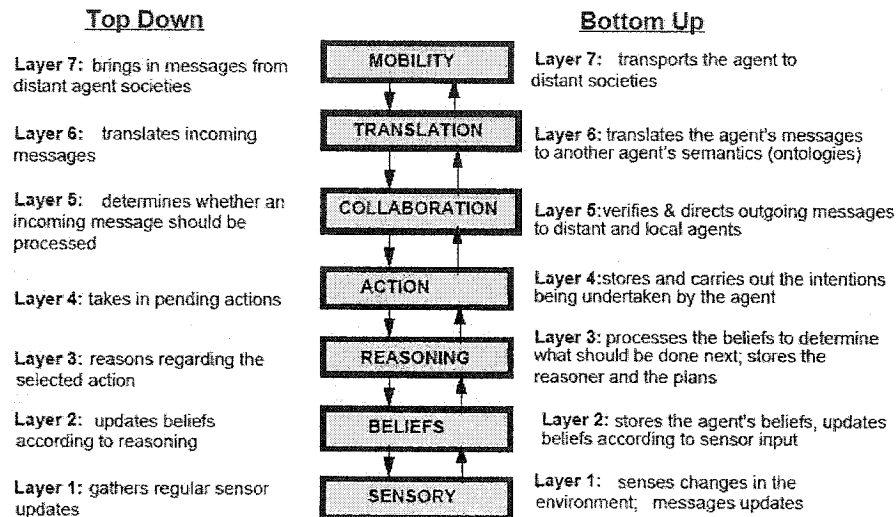 Top Down
Bottom Up
Layer 7: brings in messages from
distant agent societies
MOBILITY
Layer 7: transports the agent to
distant societies
Layer 6: translates incoming
messages
TRANSLATION
Layer 6: translates the agent's messages
to another agent's semantics (ontologies)
Layer 5: determines whether an
incoming message should be
processed
COLLABORATION
Layer 5:verifies & directs outgoing messages
to distant and local agents
Layer 4: takes in pending actions
ACTION
Layer 4:stores and carries out the intentions
being undertaken by the agent
Layer 3: reasons regarding the
selected action
REASONING
Layer 3: processes the beliefs to determine
what should be done next; stores the
reasoner and the plans
Layer 2: updates beliefs
according to reasoning
BELIEFS
Layer 2: stores the agent's beliefs, updates
beliefs according to sensor input
Layer 1: gathers regular sensor
updates
SENSORY
Layer 1: senses changes in the
environment; messages updates